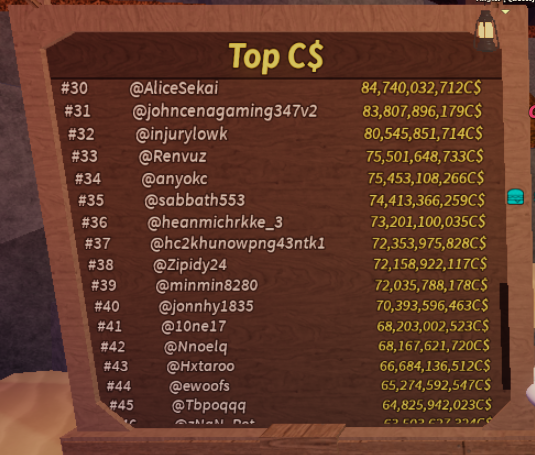 Top C$
#30 @AliceSekai 84,740,032,712C$
#31 @johncenagaming347v2 83,807,896,179C$
#32 @injurylowk 80,545,851,714C$
#33 @Renvuz 75,501,648,733C$
#34 @anyokc 75,453,108,266C$
#35 @sabbath553 74,413,366,259C$
#36 @heanmichrkke_3 73,201,100,035C$
#37 @hc2khunowpng43ntk1 72,353,975,828C$
#38 @Zipidy24 72,158,922,117C$
#39 @minmin8280 72,035,788,178C$
#40 @jonnhy1835 70,393,596,463C$
#41 @10ne17 68,203,002,523C$
#42 @Nnoelq 68,167,621,720C$
#43 @Hxtaroo 66,684,136,512C$
#44 @ewoofs 65,274,592,547C$
#45 @Tbpoqqq 64,825,942,023C$